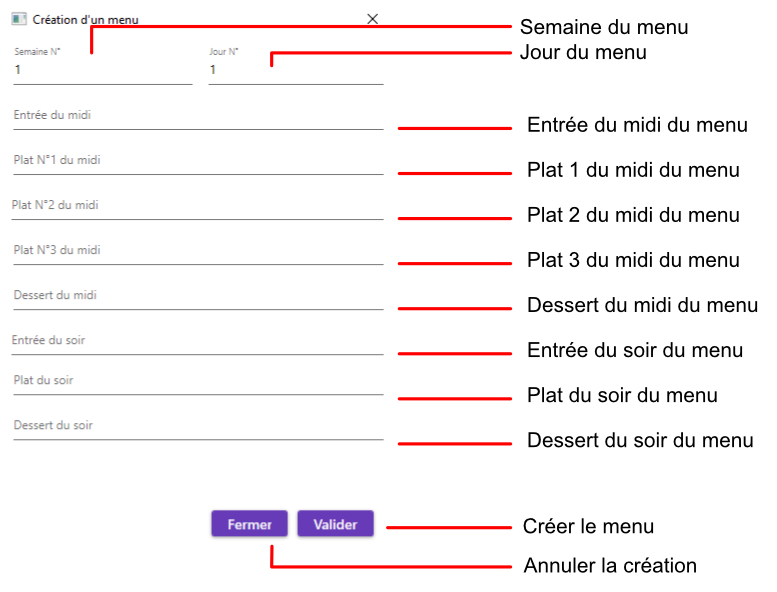 Création d'un menu
Semaine du menu
Jour du menu
Semaine N° Jour N°
1 1
Entrée du midi
Entrée du midi du menu
Plat N°1 du midi
Plat 1 du midi du menu
Plat N°2 du midi
Plat 2 du midi du menu
Plat N°3 du midi
Plat 3 du midi du menu
Dessert du midi
Dessert du midi du menu
Entrée du soir
Entrée du soir du menu
Plat du soir
Plat du soir du menu
Dessert du soir
Dessert du soir du menu
Fermer Valider
Créer le menu
Annuler la création